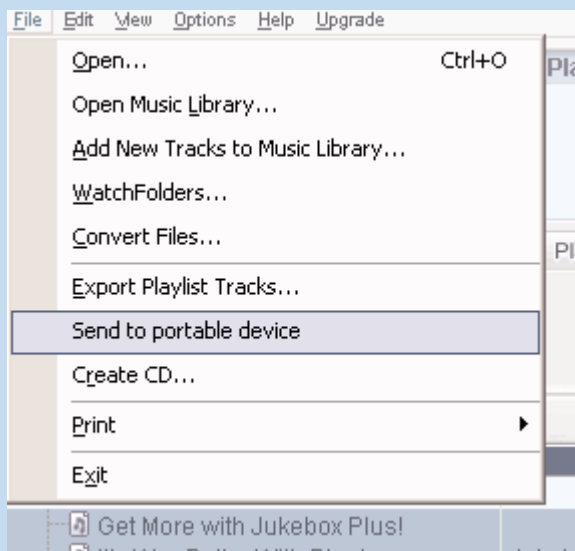 File Edit View Options Help Upgrade
Open... Ctrl+O
Open Music Library...
Add New Tracks to Music Library...
WatchFolders...
Convert Files...
Export Playlist Tracks...
Send to portable device
Create CD...
Print
Exit
Get More with Jukebox Plus!